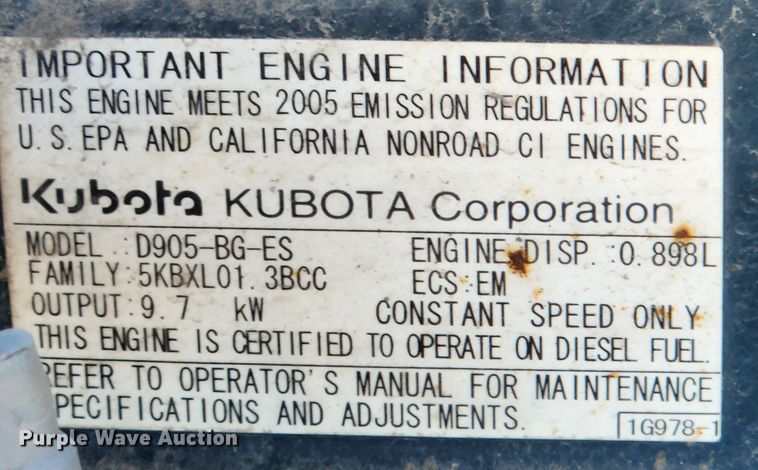 IMPORTANT ENGINE INFORMATION
THIS ENGINE MEETS 2005 EMISSION REGULATIONS FOR
U.S. EPA AND CALIFORNIA NONROAD CI ENGINES.
Kubota KUBOTA Corporation
MODEL :D905-BG-ES ENGINE DISP. :0.898L
FAMILY:5KBXL01.3BCC ECS:EM
OUTPUT:9.7 kW CONSTANT SPEED ONLY
THIS ENGINE IS CERTIFIED TO OPERATE ON DIESEL FUEL.
REFER TO OPERATOR'S MANUAL FOR MAINTENANCE
SPECIFICATIONS AND ADJUSTMENTS.
1G978-1
Purple Wave Auction